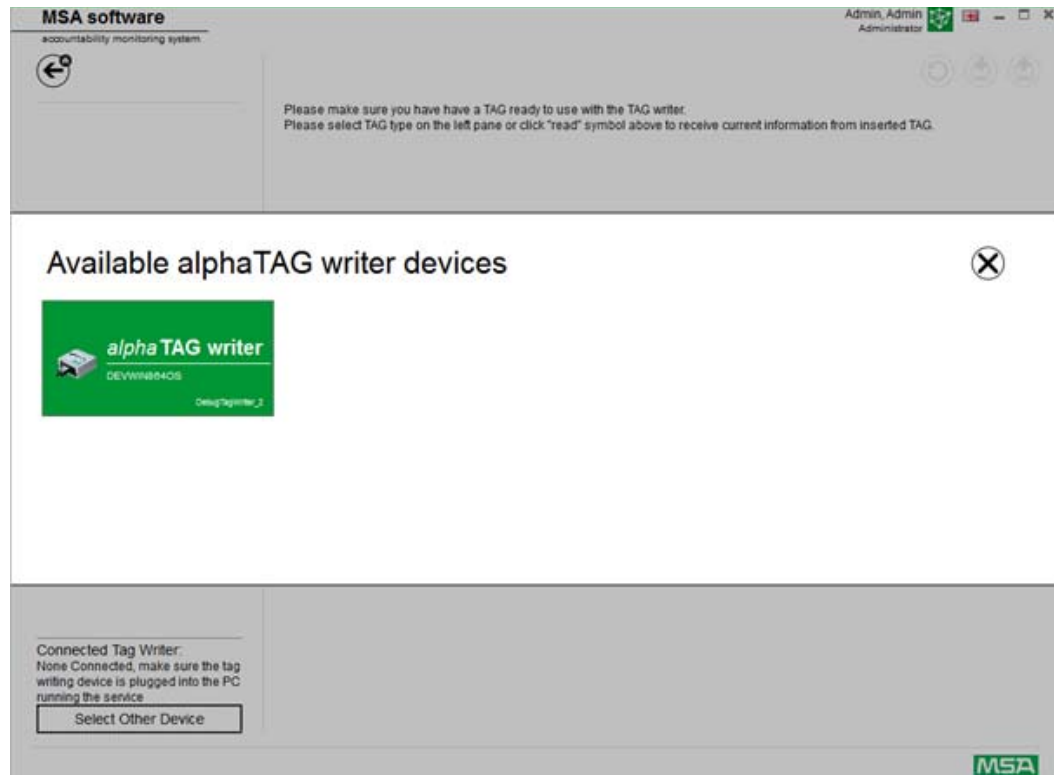 MSA software
accountability monitoring system
Admin, Admin
Administrator
Please make sure you have have a TAG ready to use with the TAG writer.
Please select TAG type on the left pane or click "read" symbol above to receive current information from inserted TAG.
Available alphaTAG writer devices
alpha TAG writer
DEVWIN864OS
DebugTagWriter_2
Connected Tag Writer:
None Connected, make sure the tag
writing device is plugged into the PC
running the service
Select Other Device
MSA